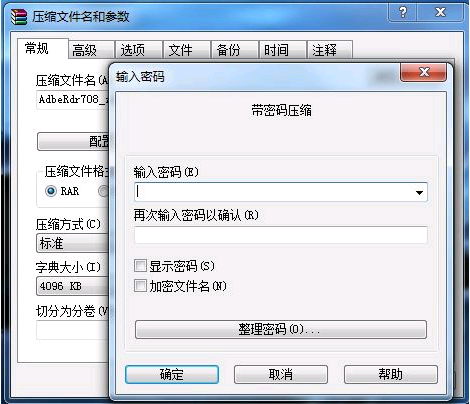 压缩文件名和参数
常规 高级 选项 文件 备份 时间 注释
压缩文件名(A
AdbeRdr708_
压缩文件格式
RAR
压缩方式(C)
标准
字典大小(I)
4096 KB
切分为分卷(V
输入密码
带密码压缩
输入密码(E)
再次输入密码以确认(R)
显示密码(S)
加密文件名(N)
整理密码(O)...
确定 取消 帮助